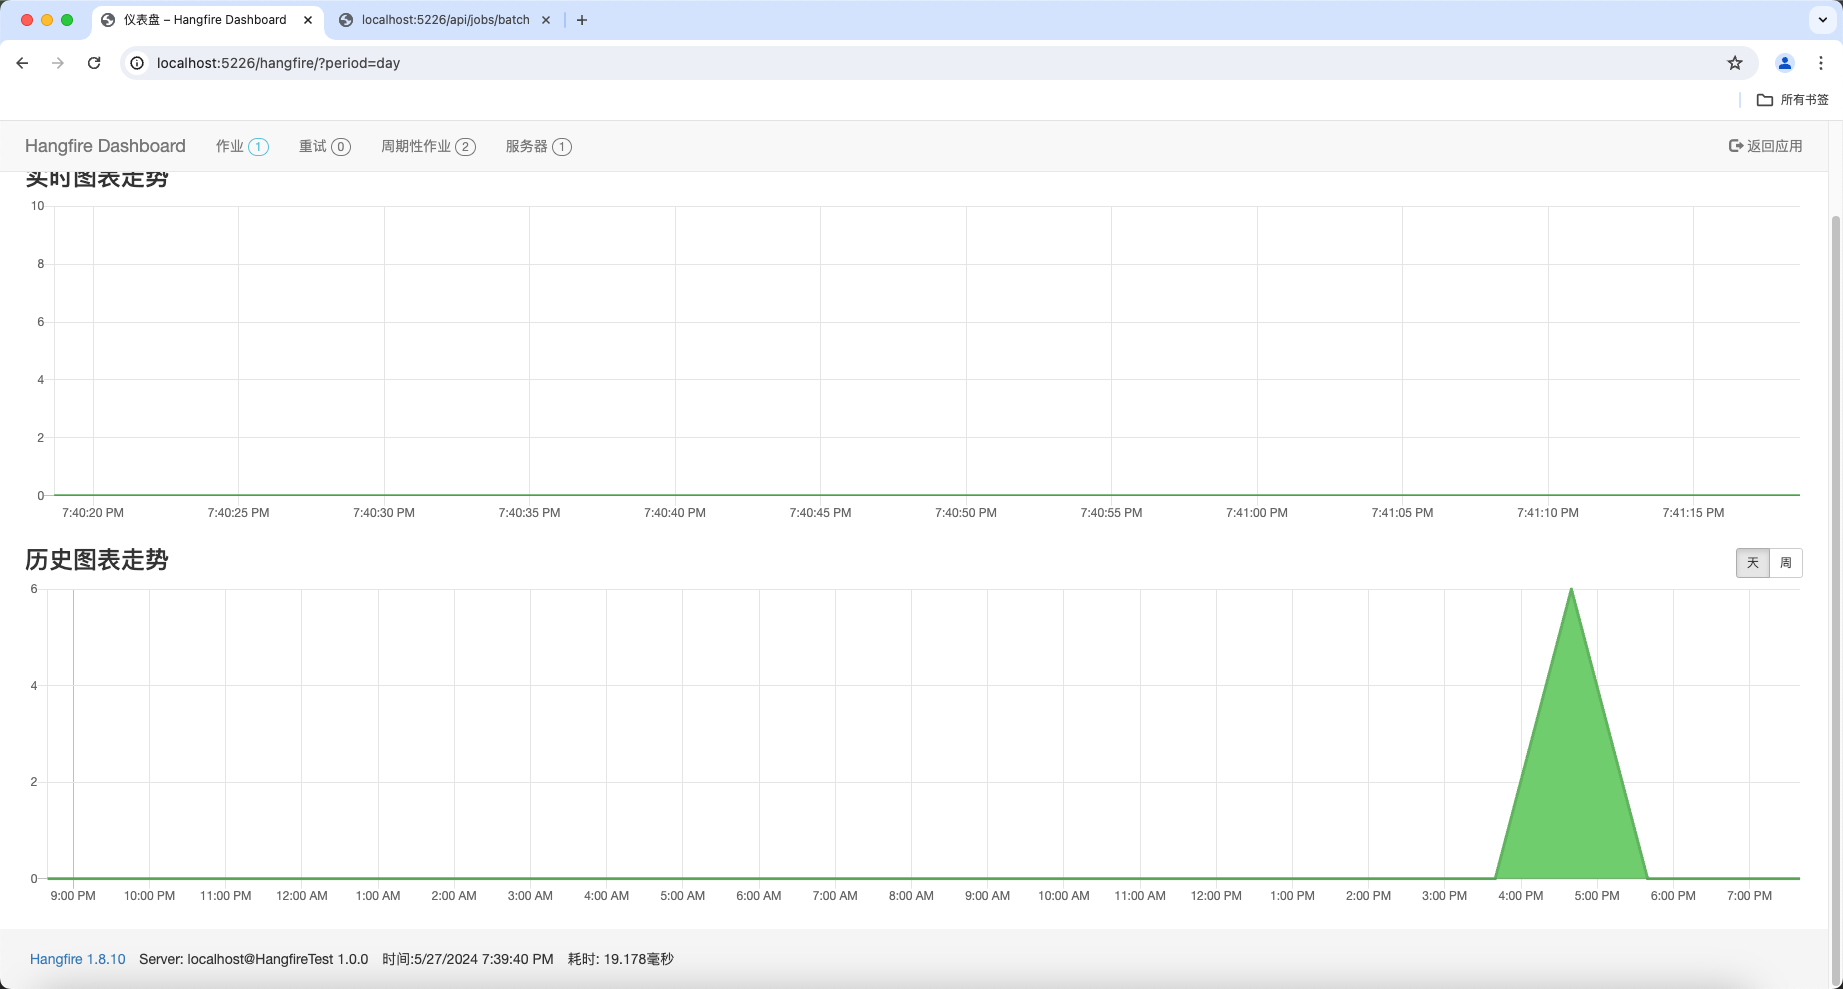 仪表盘 – Hangfire Dashboard
localhost:5226/api/jobs/batch
localhost:5226/hangfire/?period=day
所有书签
Hangfire Dashboard 作业 1 重试 0 周期性作业 2 服务器 1 返回应用
实时图表走势
10
8
6
4
2
0
7:40:20 PM 7:40:25 PM 7:40:30 PM 7:40:35 PM 7:40:40 PM 7:40:45 PM 7:40:50 PM 7:40:55 PM 7:41:00 PM 7:41:05 PM 7:41:10 PM 7:41:15 PM
历史图表走势 天 周
6
4
2
0
9:00 PM 10:00 PM 11:00 PM 12:00 AM 1:00 AM 2:00 AM 3:00 AM 4:00 AM 5:00 AM 6:00 AM 7:00 AM 8:00 AM 9:00 AM 10:00 AM 11:00 AM 12:00 PM 1:00 PM 2:00 PM 3:00 PM 4:00 PM 5:00 PM 6:00 PM 7:00 PM
Hangfire 1.8.10 Server: localhost@HangfireTest 1.0.0 时间:5/27/2024 7:39:40 PM 耗时: 19.178毫秒